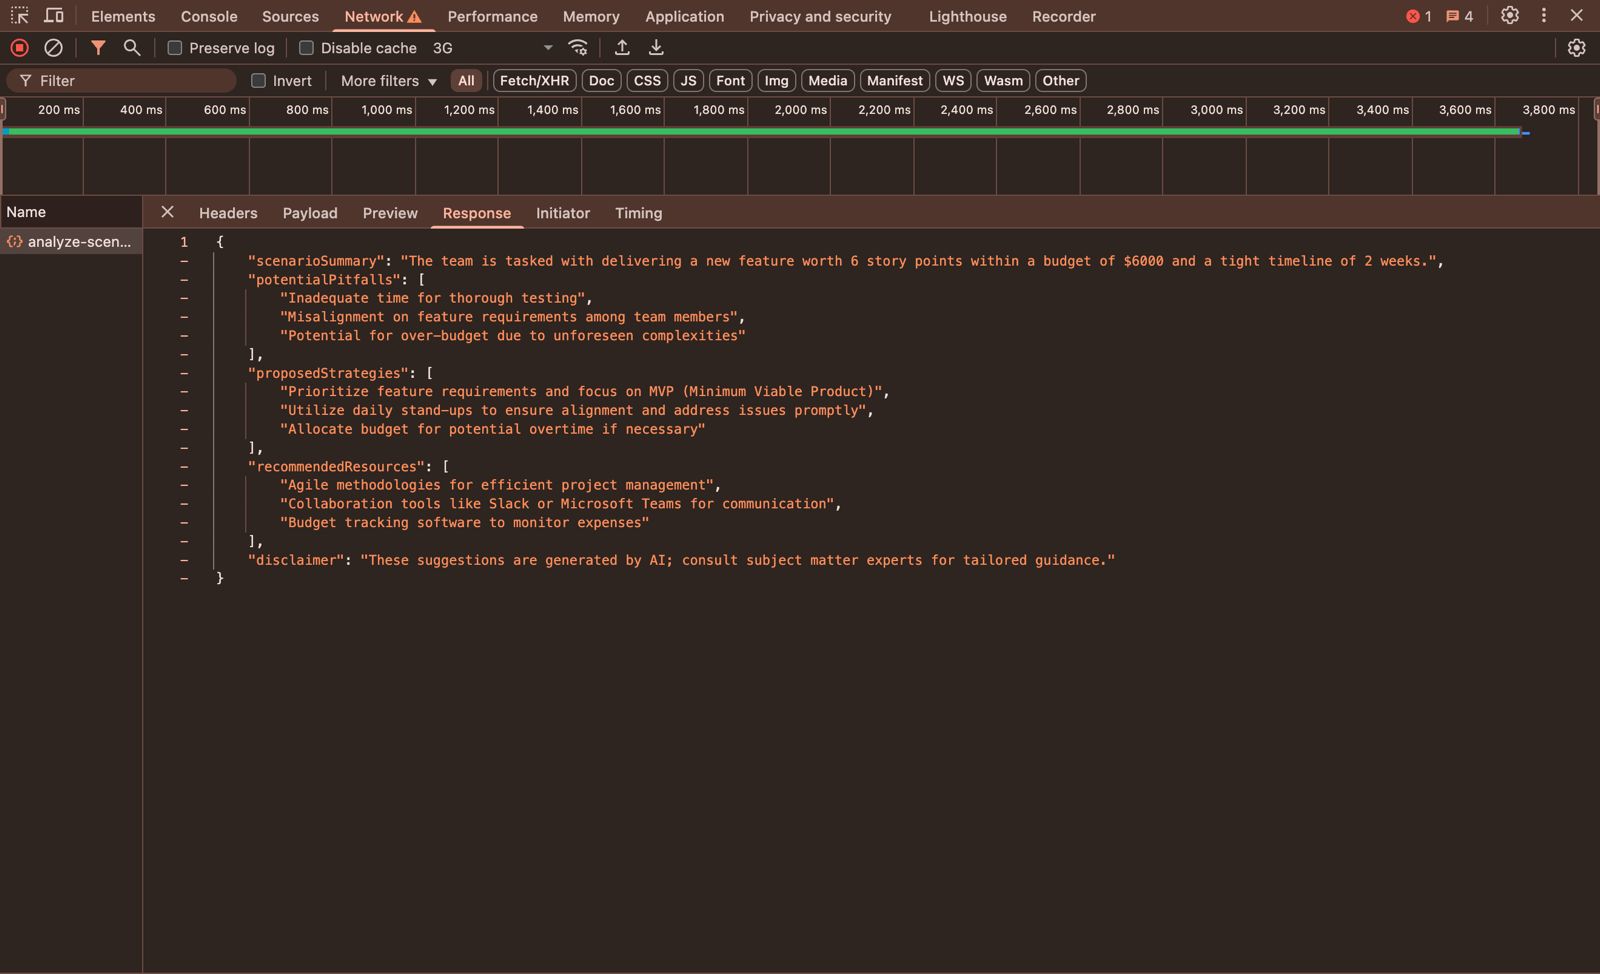 Elements Console Sources Network Performance Memory Application Privacy and security Lighthouse Recorder 1 4
Preserve log Disable cache 3G
Filter Invert More filters All Fetch/XHR Doc CSS JS Font Img Media Manifest WS Wasm Other
200 ms 400 ms 600 ms 800 ms 1,000 ms 1,200 ms 1,400 ms 1,600 ms 1,800 ms 2,000 ms 2,200 ms 2,400 ms 2,600 ms 2,800 ms 3,000 ms 3,200 ms 3,400 ms 3,600 ms 3,800 ms
Name Headers Payload Preview Response Initiator Timing
{;} analyze-scen... 1 {
- "scenarioSummary": "The team is tasked with delivering a new feature worth 6 story points within a budget of $6000 and a tight timeline of 2 weeks.",
- "potentialPitfalls": [
- "Inadequate time for thorough testing",
- "Misalignment on feature requirements among team members",
- "Potential for over-budget due to unforeseen complexities"
- ],
- "proposedStrategies": [
- "Prioritize feature requirements and focus on MVP (Minimum Viable Product)",
- "Utilize daily stand-ups to ensure alignment and address issues promptly",
- "Allocate budget for potential overtime if necessary"
- ],
- "recommendedResources": [
- "Agile methodologies for efficient project management",
- "Collaboration tools like Slack or Microsoft Teams for communication",
- "Budget tracking software to monitor expenses"
- ],
- "disclaimer": "These suggestions are generated by AI; consult subject matter experts for tailored guidance."
- }